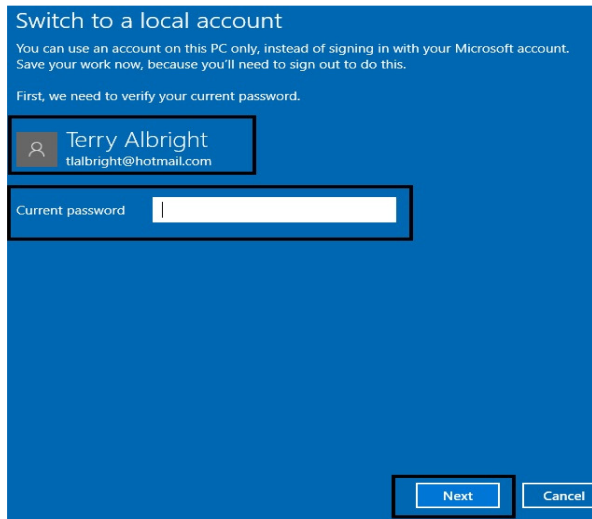 Switch to a local account
You can use an account on this PC only, instead of signing in with your Microsoft account.
Save your work now, because you'll need to sign out to do this.
First, we need to verify your current password.
Terry Albright
tlalbright@hotmail.com
Current password
Next Cancel